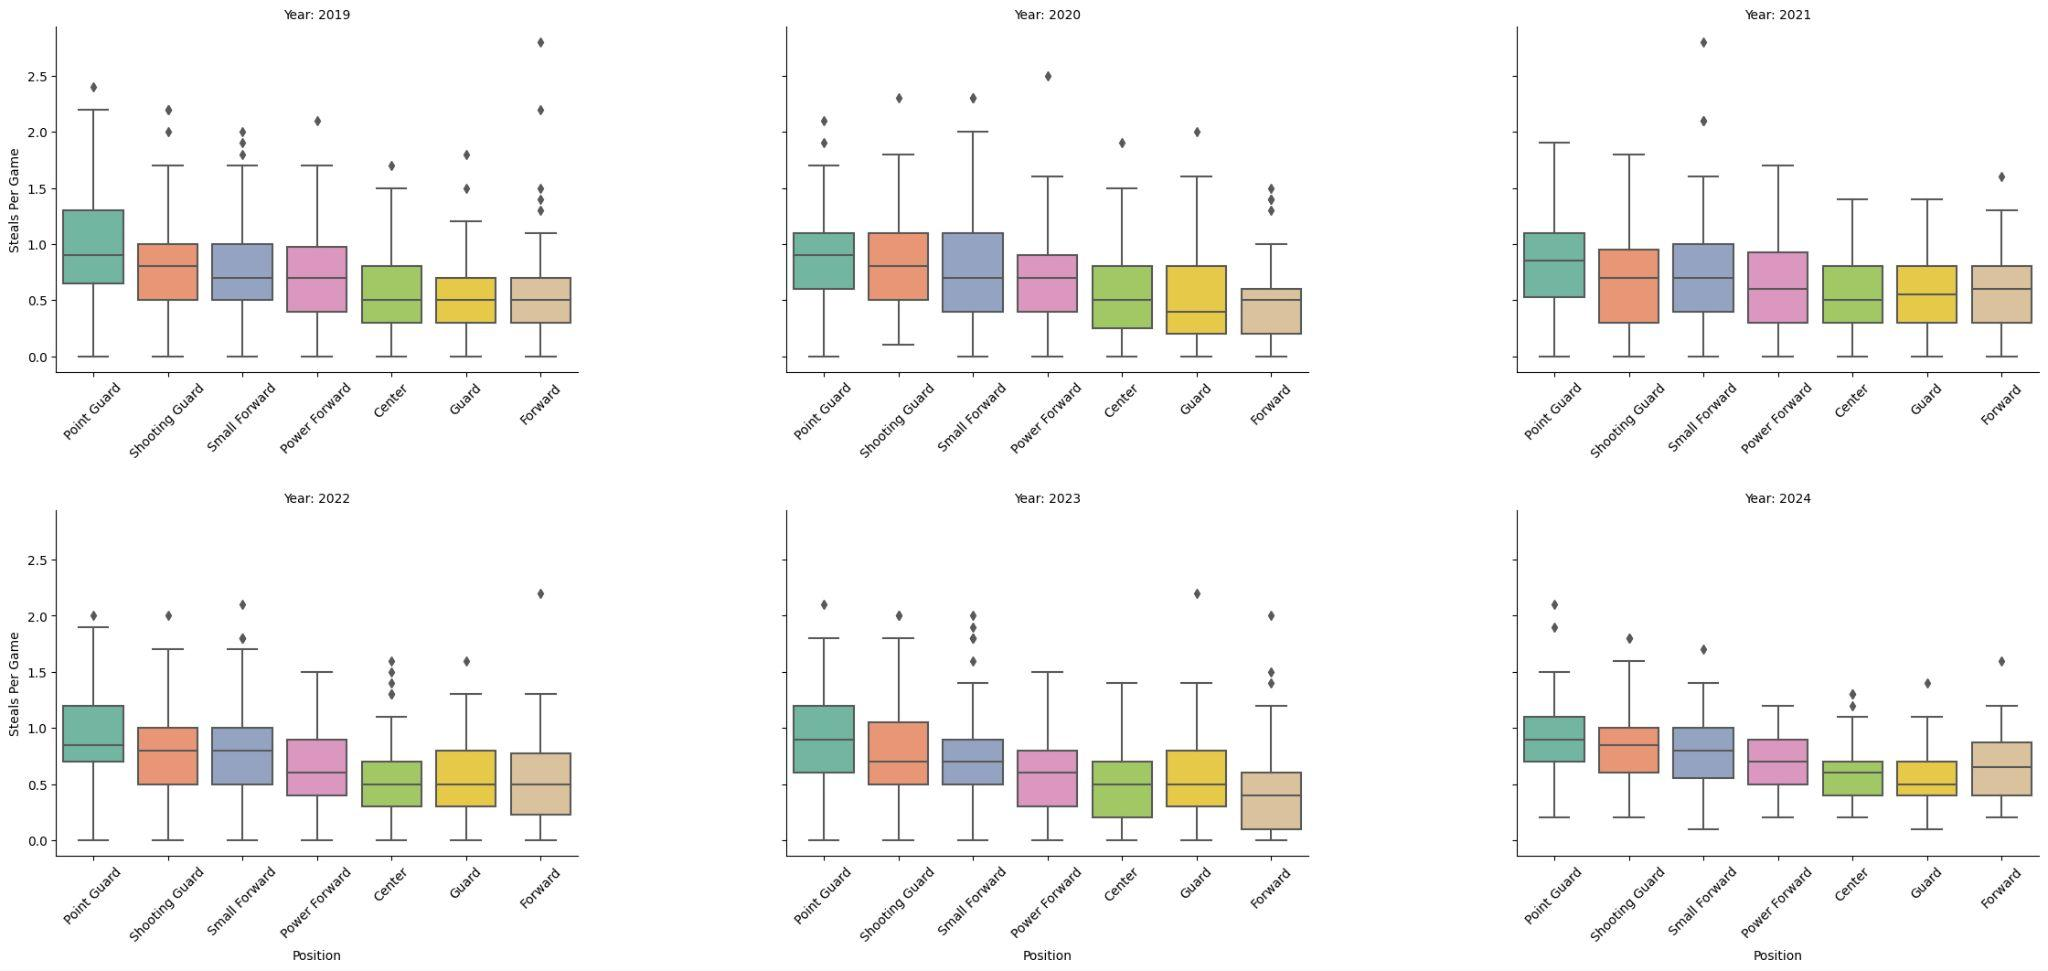 Year: 2019
Year: 2020
Year: 2021
Steals Per Game
2.5
2.0
1.5
1.0
0.5
0.0
Point Guard
Shooting Guard
Small Forward
Power Forward
Center
Guard
Forward
Point Guard
Shooting Guard
Small Forward
Power Forward
Center
Guard
Forward
Point Guard
Shooting Guard
Small Forward
Power Forward
Center
Guard
Forward
Year: 2022
Year: 2023
Year: 2024
Steals Per Game
2.5
2.0
1.5
1.0
0.5
0.0
Point Guard
Shooting Guard
Small Forward
Power Forward
Center
Guard
Forward
Point Guard
Shooting Guard
Small Forward
Power Forward
Center
Guard
Forward
Point Guard
Shooting Guard
Small Forward
Power Forward
Center
Guard
Forward
Position
Position
Position